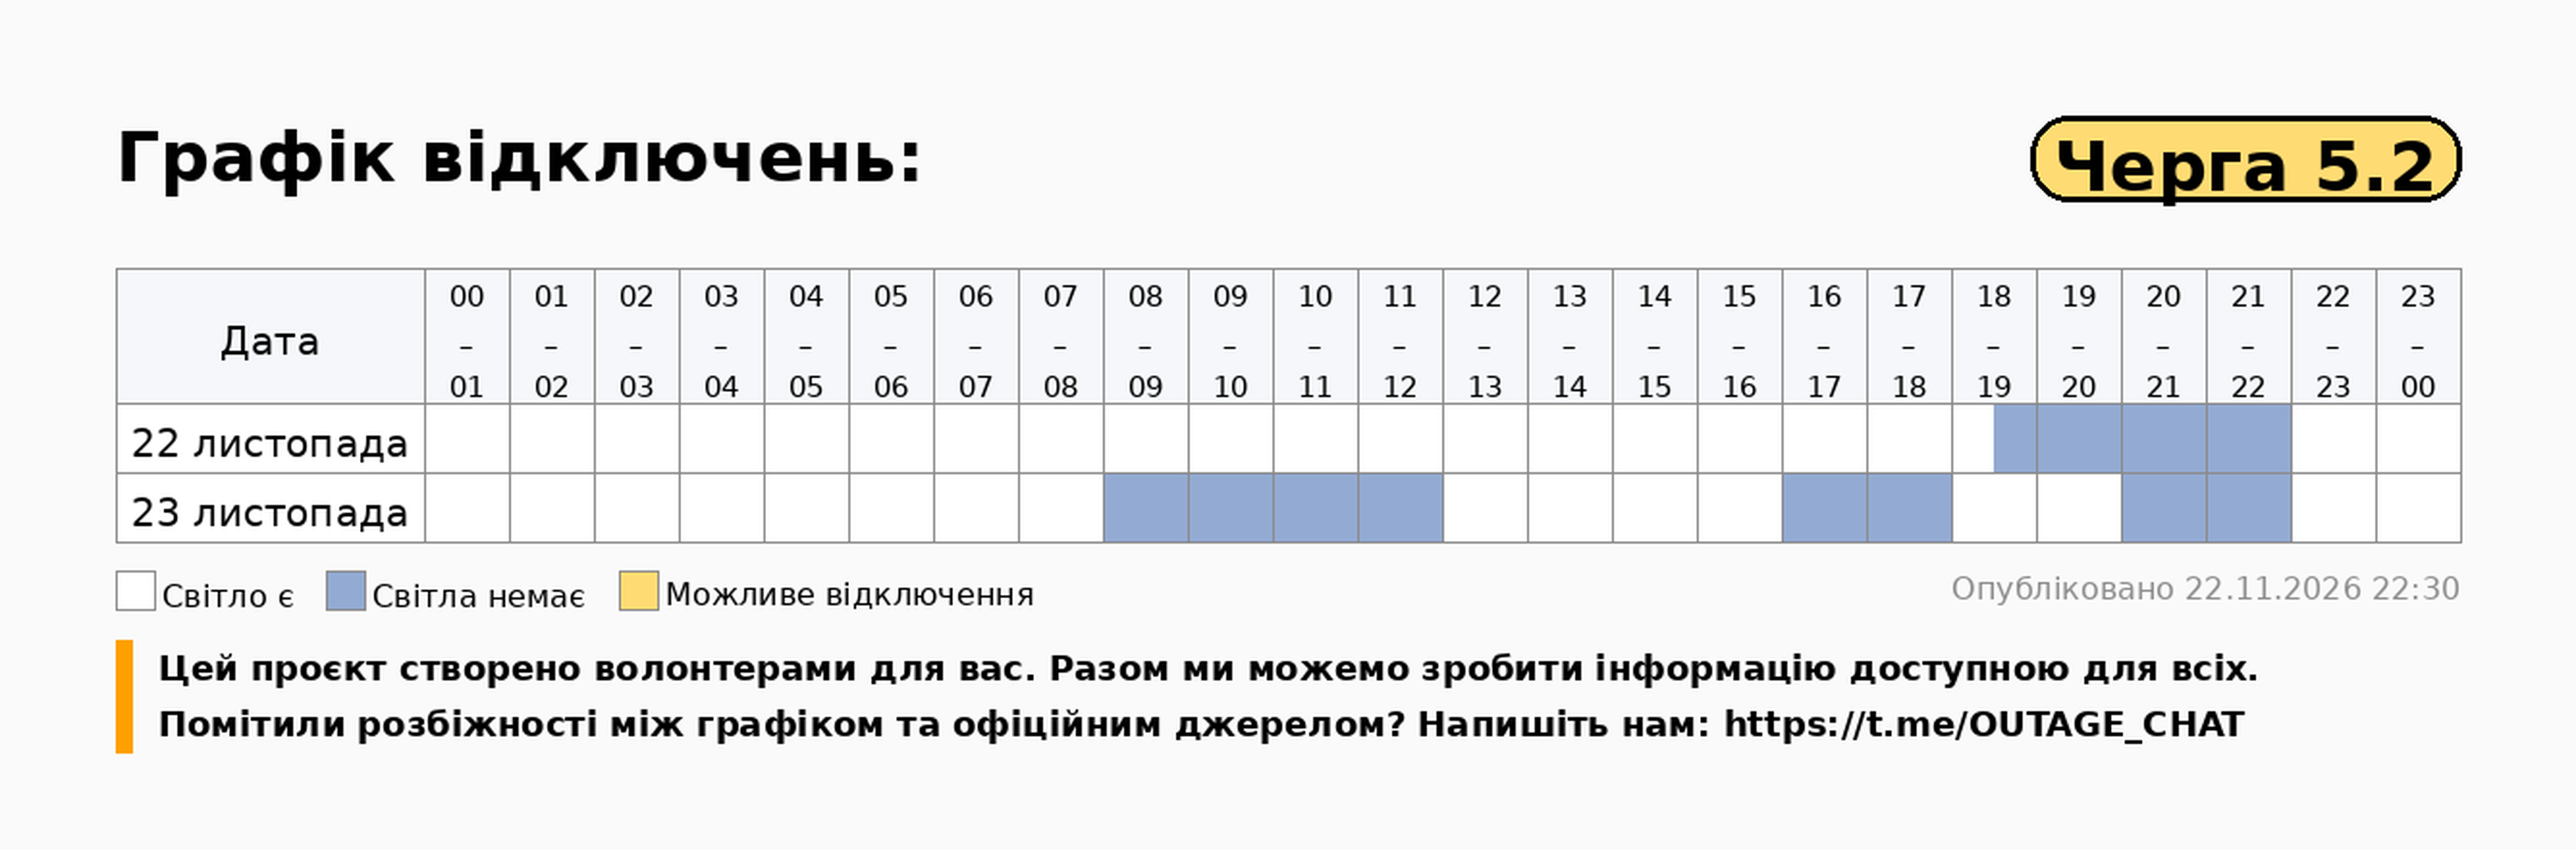 Графік відключень:
Черга 5.2
Дата 00 – 01 01 – 02 02 – 03 03 – 04 04 – 05 05 – 06 06 – 07 07 – 08 08 – 09 09 – 10 10 – 11 11 – 12 12 – 13 13 – 14 14 – 15 15 – 16 16 – 17 17 – 18 18 – 19 19 – 20 20 – 21 21 – 22 22 – 23 23 – 00
22 листопада
23 листопада
Світло є Світла немає Можливе відключення
Опубліковано 22.11.2026 22:30
Цей проєкт створено волонтерами для вас. Разом ми можемо зробити інформацію доступною для всіх.
Помітили розбіжності між графіком та офіційним джерелом? Напишіть нам: https://t.me/OUTAGE_CHAT